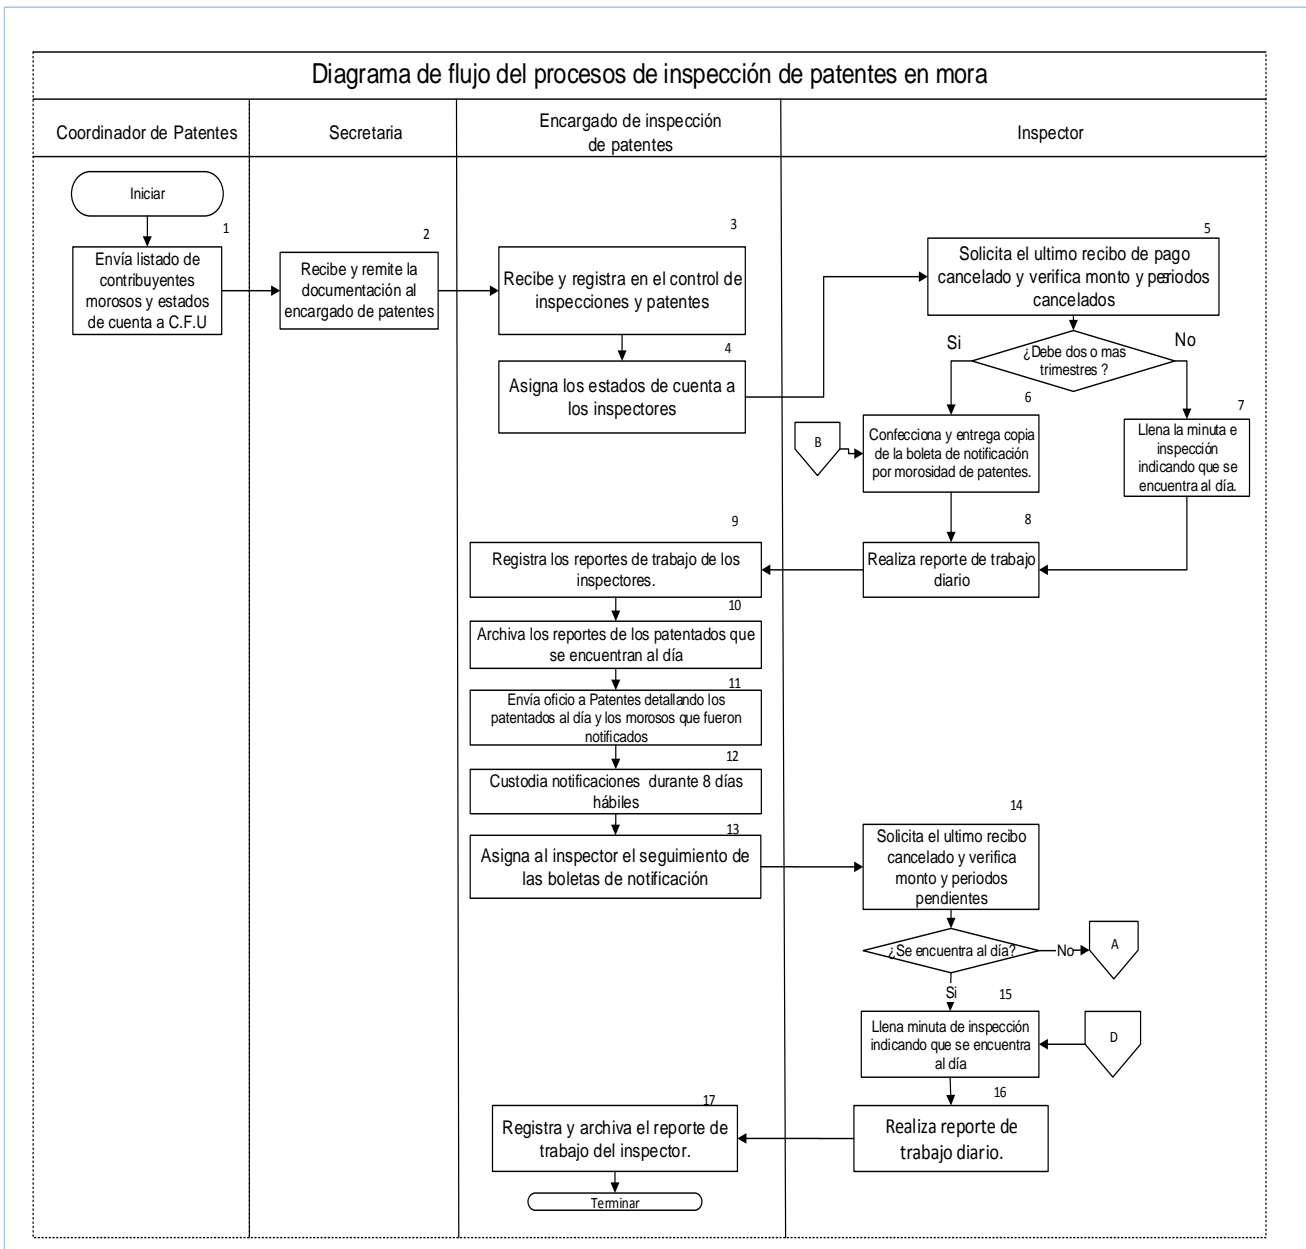 Diagrama de flujo del procesos de inspección de patentes en mora
Coordinador de Patentes
Secretaria
Encargado de inspección
de patentes
Inspector
Iniciar
1
Envía listado de
contribuyentes
morosos y estados
de cuenta a C.F.U
2
Recibe y remite la
documentación al
encargado de patentes
3
Recibe y registra en el control de
inspecciones y patentes
4
Asigna los estados de cuenta a
los inspectores
5
Solicita el ultimo recibo de pago
cancelado y verifica monto y periodos
cancelados
¿Debe dos o mas
trimestres ?
Si
No
6
Confecciona y entrega copia
de la boleta de notificación
por morosidad de patentes.
B
7
Llena la minuta e
inspección
indicando que se
encuentra al día.
8
Realiza reporte de trabajo
diario
9
Registra los reportes de trabajo de los
inspectores.
10
Archiva los reportes de los patentados que
se encuentran al día
11
Envía oficio a Patentes detallando los
patentados al día y los morosos que fueron
notificados
12
Custodia notificaciones durante 8 días
hábiles
13
Asigna al inspector el seguimiento de
las boletas de notificación
14
Solicita el ultimo recibo
cancelado y verifica
monto y periodos
pendientes
¿Se encuentra al día?
No
A
Si
15
Llena minuta de inspección
indicando que se encuentra
al día
D
16
Realiza reporte de
trabajo diario.
17
Registra y archiva el reporte de
trabajo del inspector.
Terminar